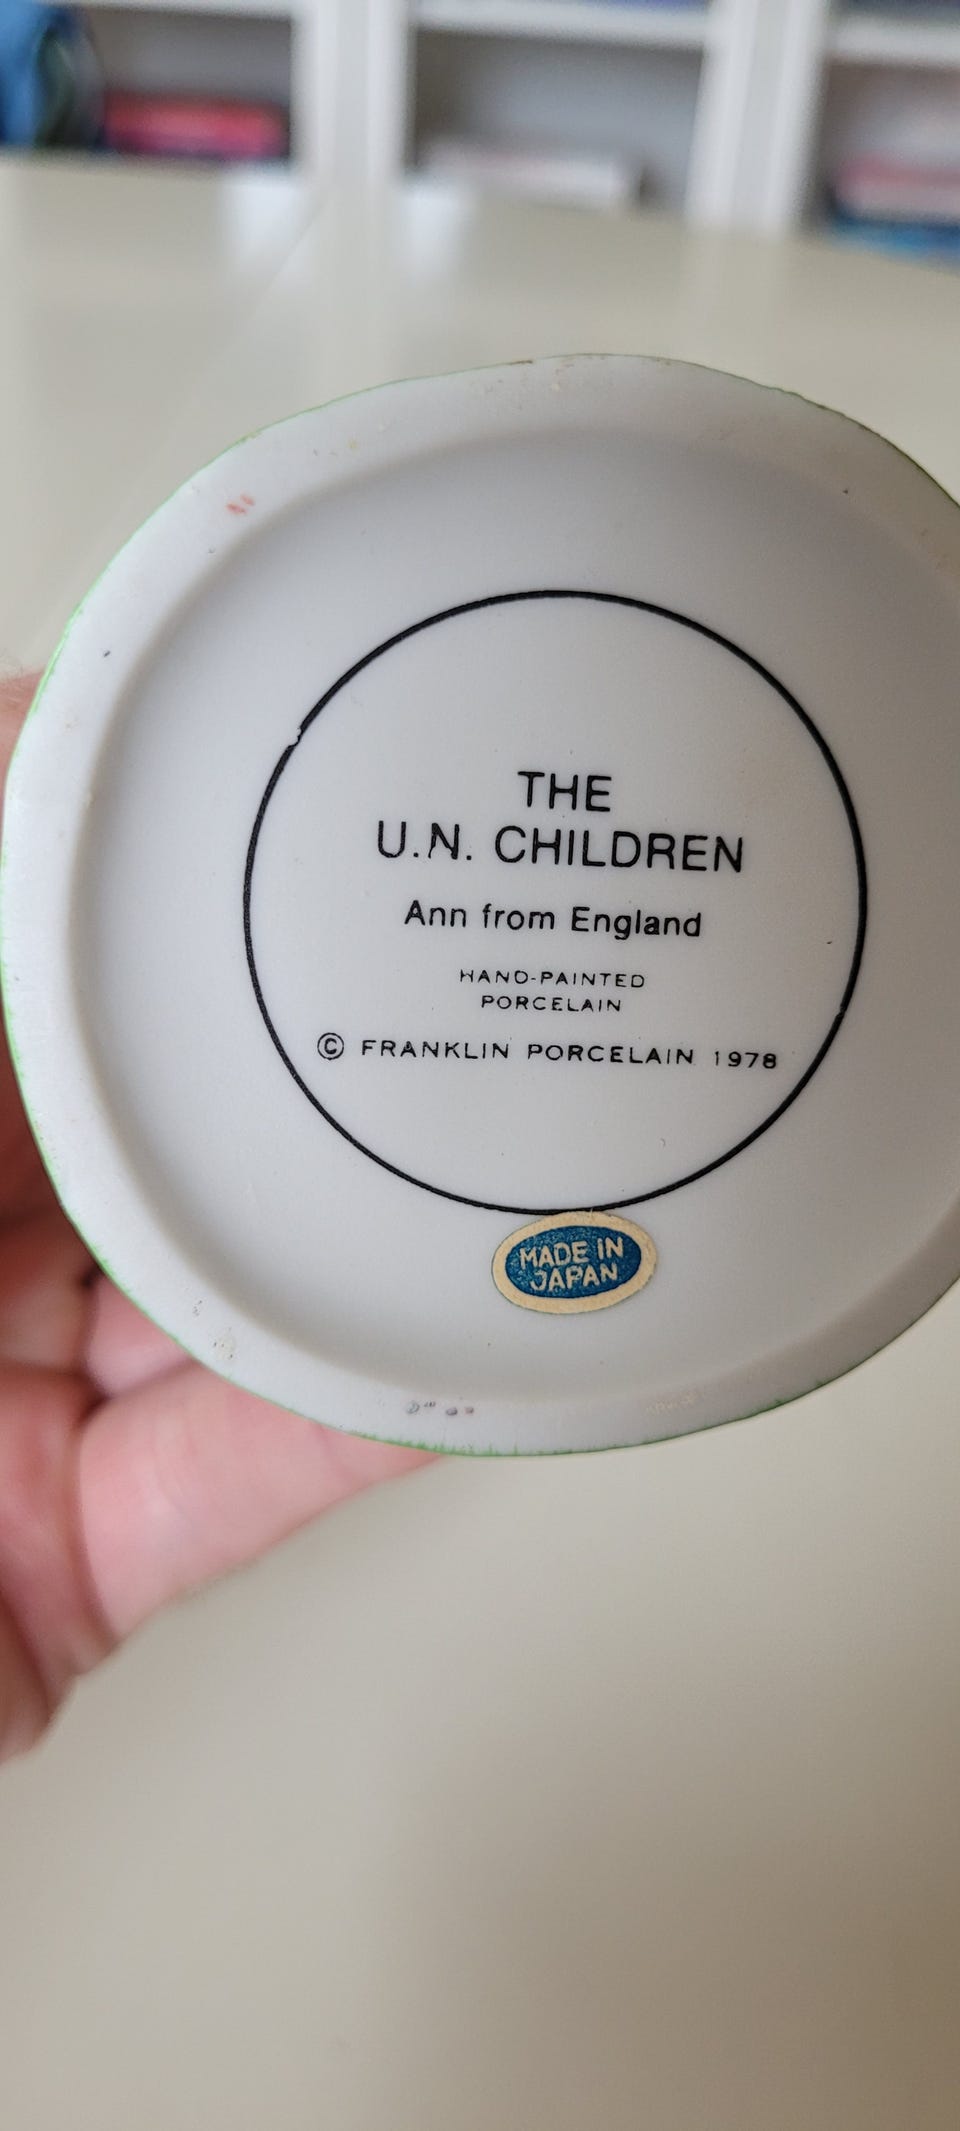 THE
U.N. CHILDREN
Ann from England
HAND-PAINTED
PORCELAIN
© FRANKLIN PORCELAIN 1978
MADE IN
JAPAN